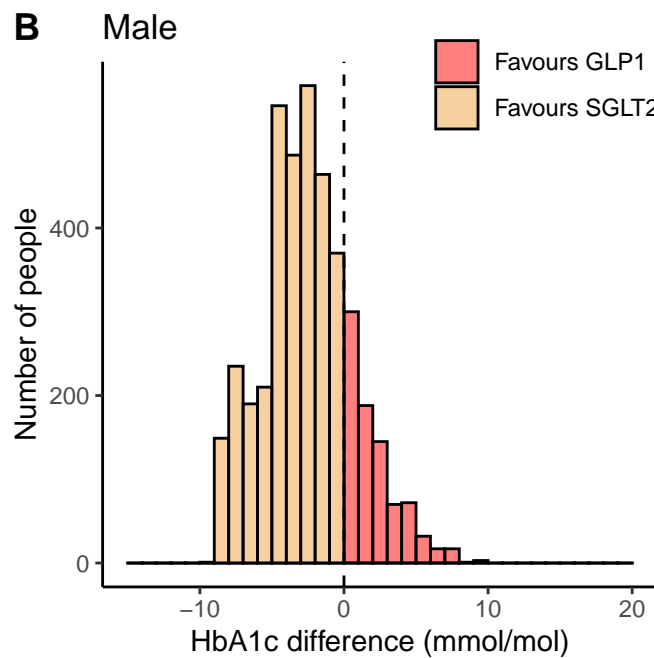 B Male
Favours GLP1
Favours SGLT2
Number of people
400
200
0
−10 0 10 20
HbA1c difference (mmol/mol)